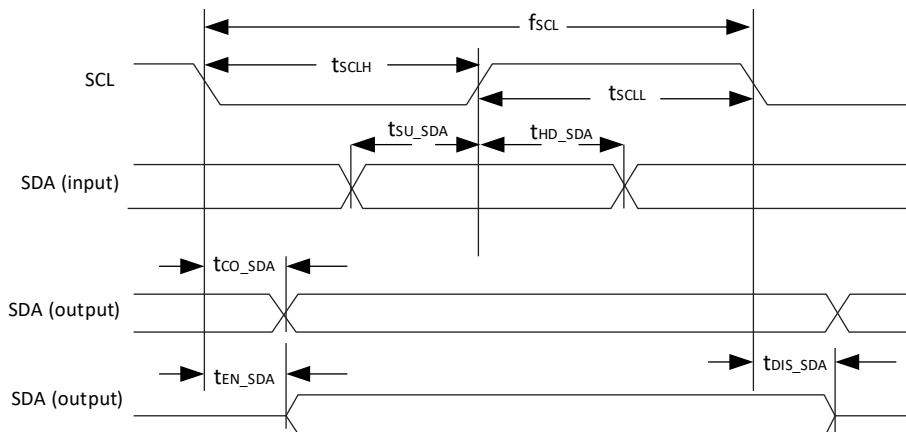 fSCL
SCL
tSCLH
tSCLL
tSU_SDA
tHD_SDA
SDA (input)
tCO_SDA
SDA (output)
tEN_SDA
tDIS_SDA
SDA (output)